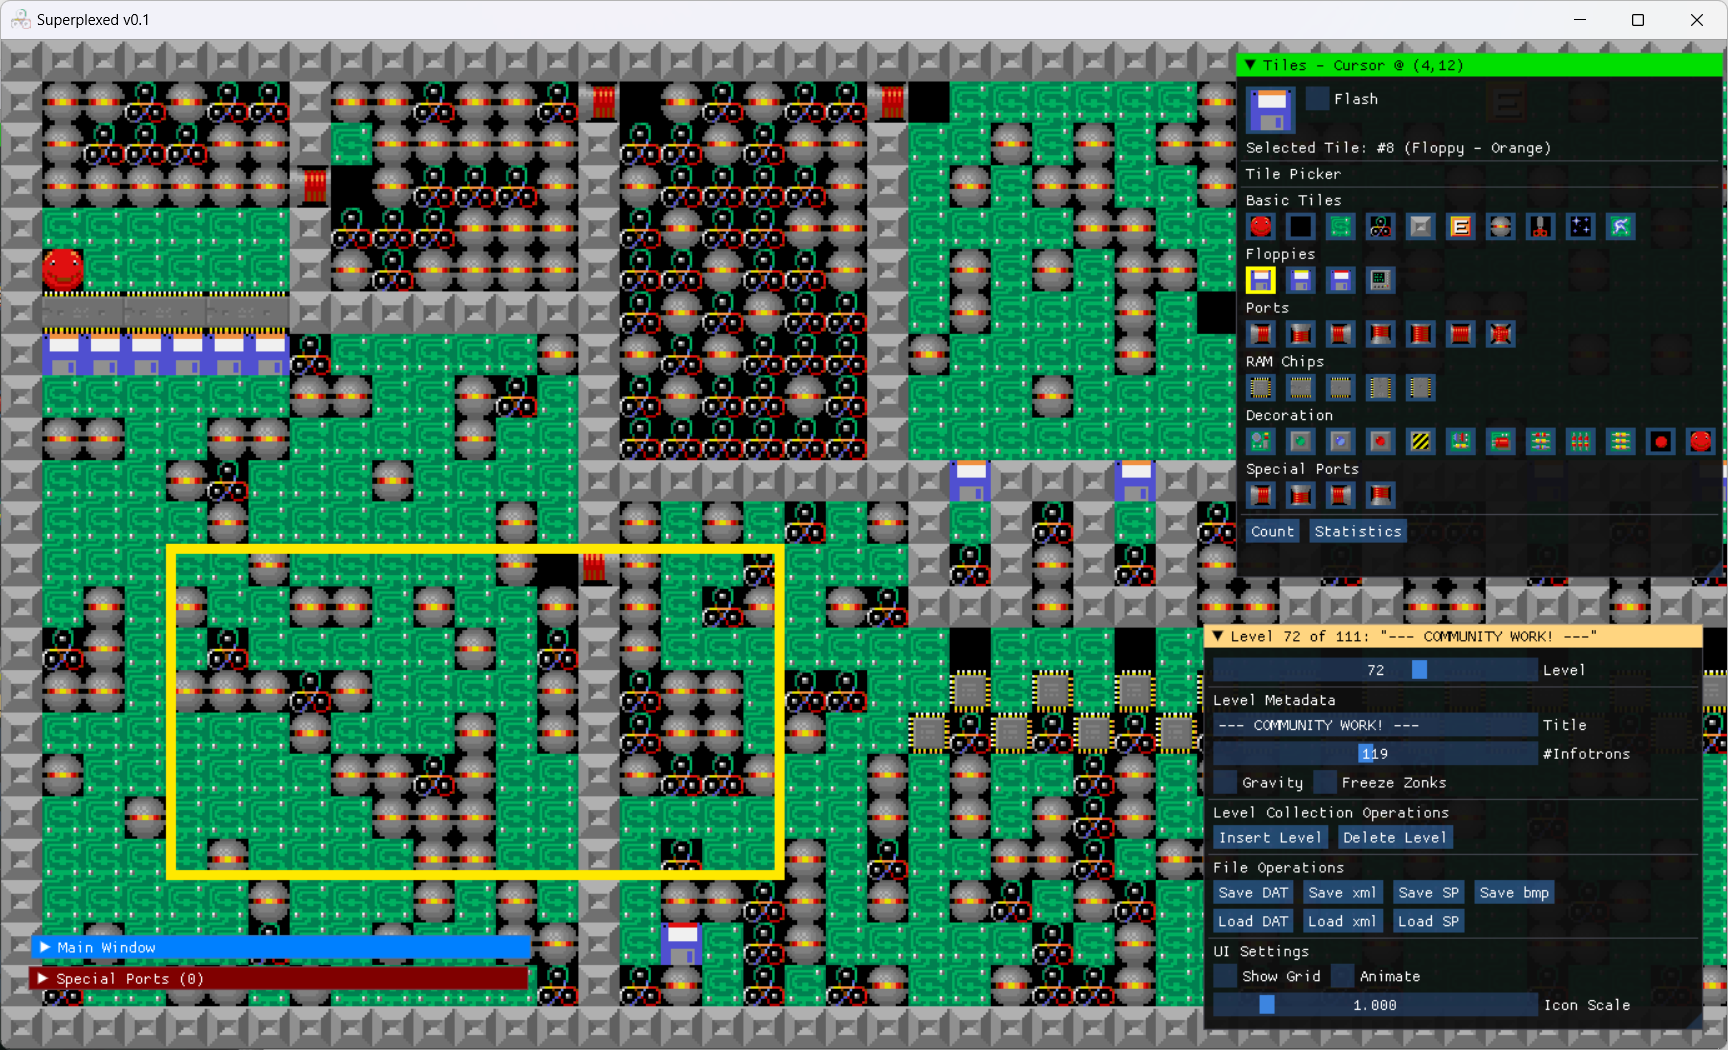 Superplexed v0.1
Tiles - Cursor @ (4,12)
Flash
Selected Tile: #8 (Floppy - Orange)
Tile Picker
Basic Tiles
Floppies
Ports
RAM Chips
Decoration
Special Ports
Count Statistics
Level 72 of 111: "--- COMMUNITY WORK! ---"
72 Level
Level Metadata
--- COMMUNITY WORK! --- Title
119 #Infotrons
Gravity Freeze Zonks
Level Collection Operations
Insert Level Delete Level
File Operations
Save DAT Save xml Save SP Save bmp
Load DAT Load xml Load SP
UI Settings
Show Grid Animate
1.000 Icon Scale
Main Window
Special Ports (0)